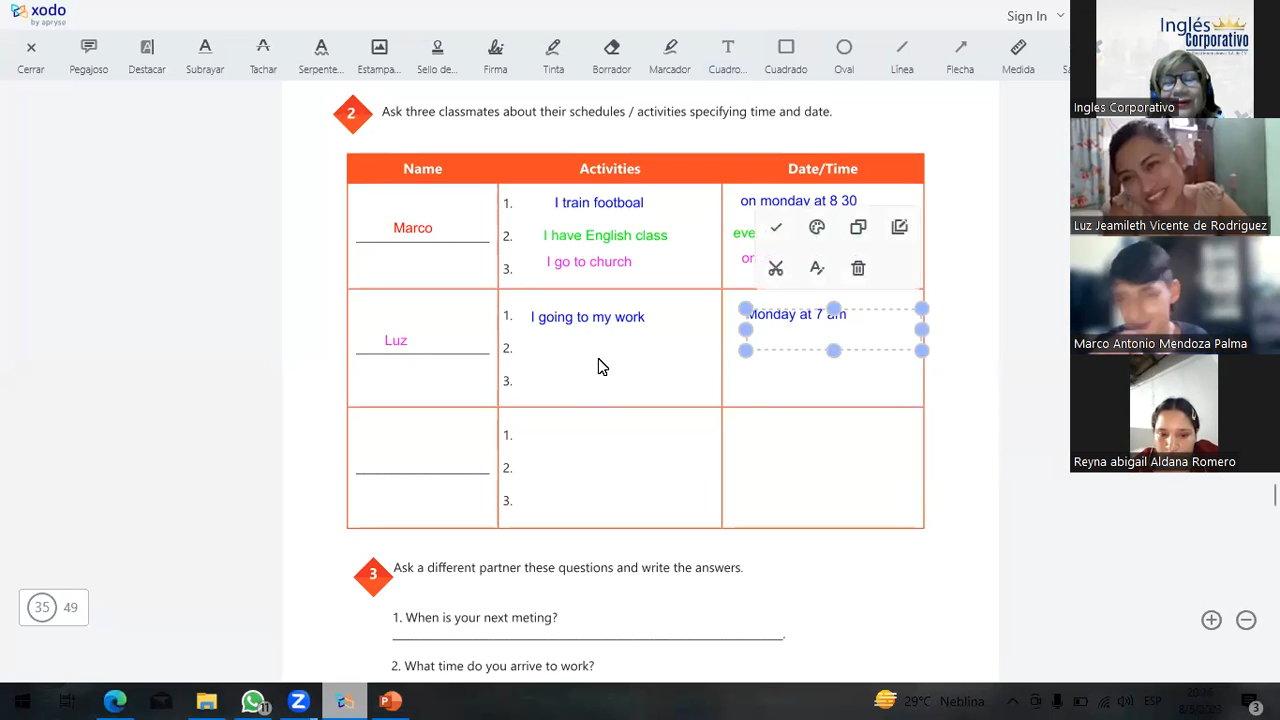 xodo
by apryse
Sign In
Cerrar
Pegajoso
Destacar
Subrayar
Tachar
Serpente...
Estampa...
Sello de...
Firma
Tinta
Borrador
Marcador
Cuadro...
Cuadrado
Oval
Línea
Flecha
Medida
2 Ask three classmates about their schedules / activities specifying time and date.
Name Activities Date/Time
1. I train footboal on monday at 8 30
Marco
2. I have English class eve
3. I go to church
1. I going to my work Monday at 7 am
Luz
2.
3.
1.
2.
3.
3 Ask a different partner these questions and write the answers.
1. When is your next meting?
2. What time do you arrive to work?
35 49
Inglés
Corporativo
Ingles Corporativo
Luz Jeamileth Vicente de Rodriguez
Marco Antonio Mendoza Palma
Reyna abigail Aldana Romero
11
29°C Neblina
ESP
3